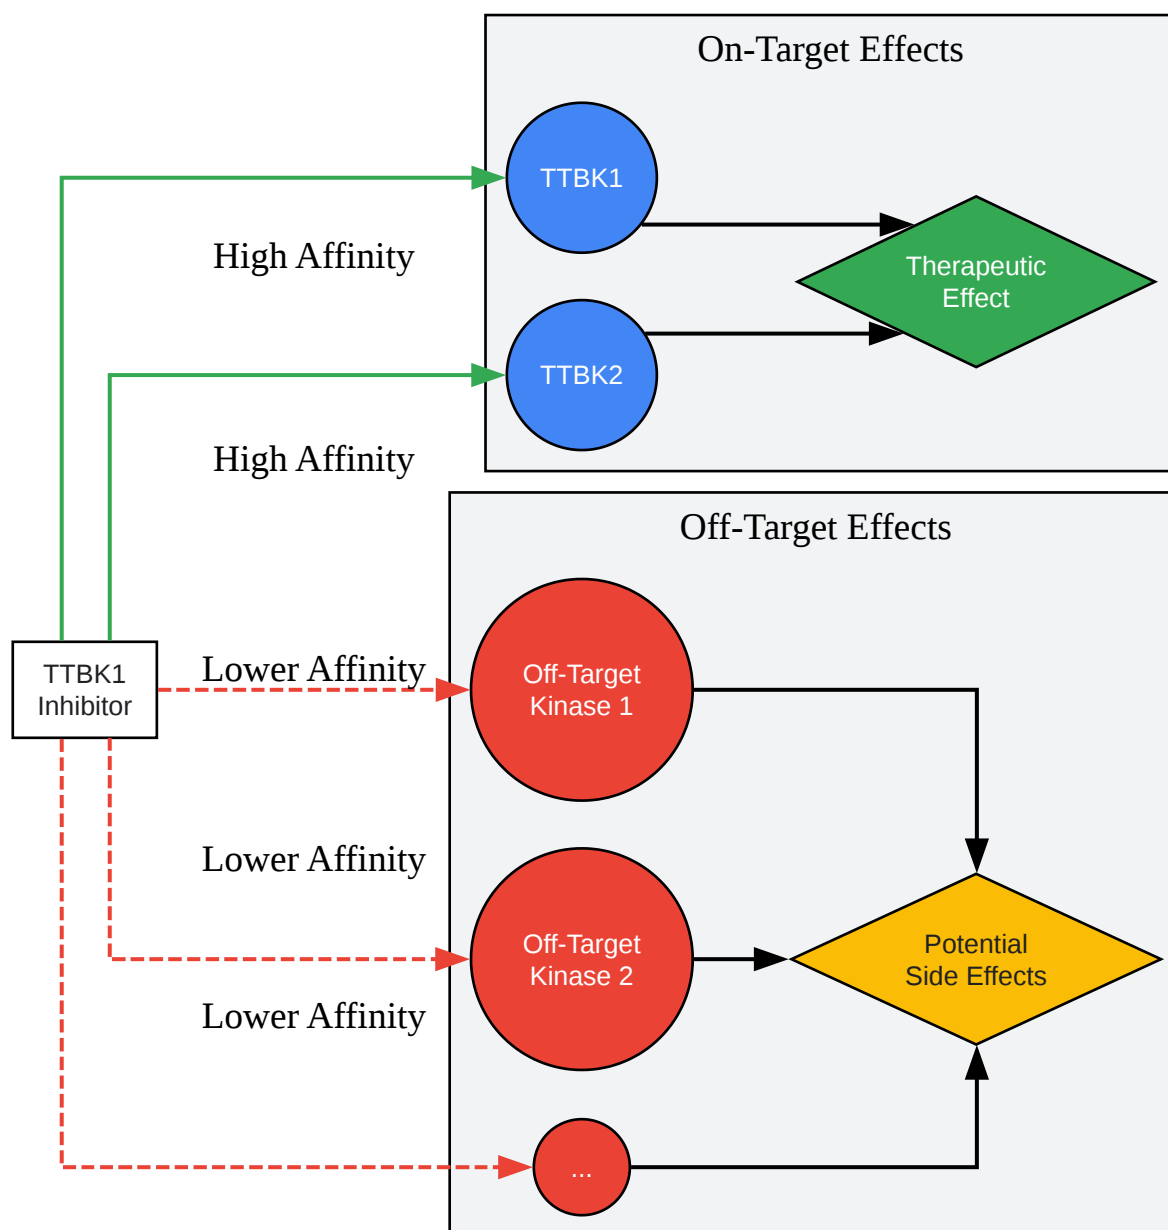 On-Target Effects
TTBK1
High Affinity
Therapeutic
Effect
TTBK2
High Affinity
Off-Target Effects
TTBK1
Inhibitor
Lower Affinity
Off-Target
Kinase 1
Lower Affinity
Off-Target
Kinase 2
Potential
Side Effects
Lower Affinity
...